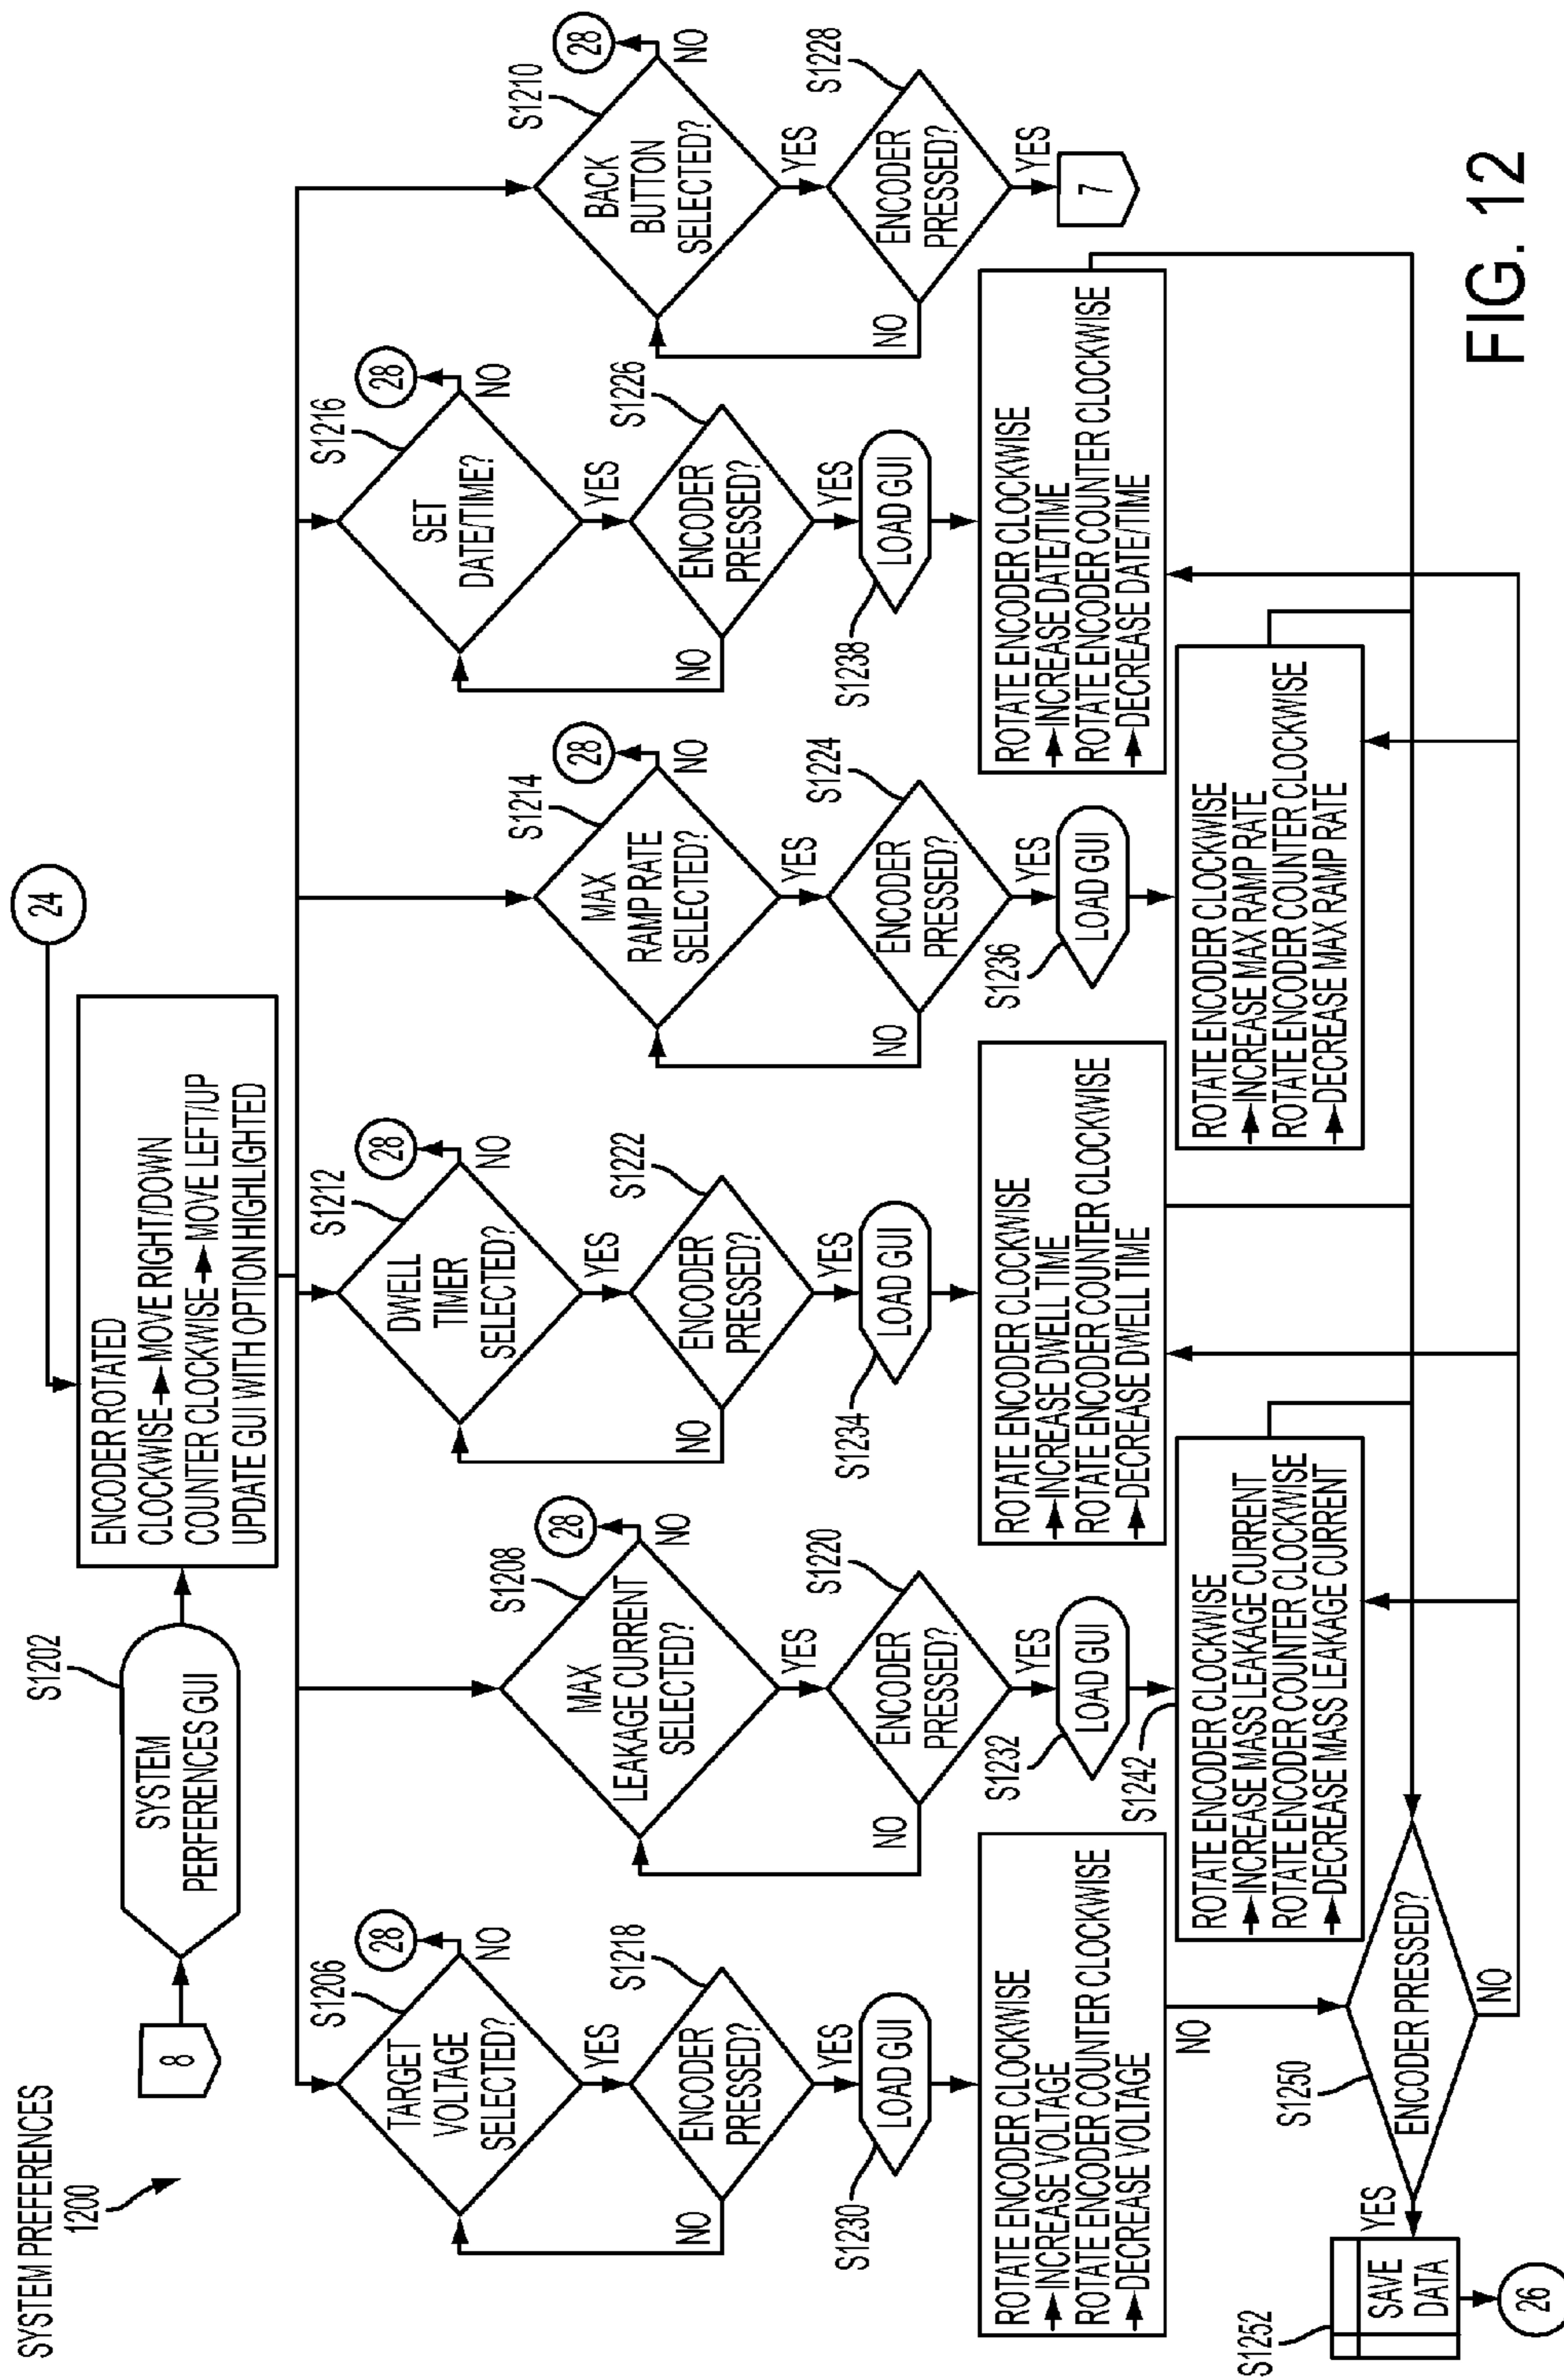 SYSTEM PREFERENCES
1200
8
S1202
SYSTEM
PERFERENCES GUI
24
ENCODER ROTATED
CLOCKWISE→MOVE RIGHT/DOWN
COUNTER CLOCKWISE→MOVE LEFT/UP
UPDATE GUI WITH OPTION HIGHLIGHTED
S1206
TARGET
VOLTAGE
SELECTED?
28
NO
YES
S1218
ENCODER
PRESSED?
NO
YES
S1230
LOAD GUI
ROTATE ENCODER CLOCKWISE
→INCREASE VOLTAGE
ROTATE ENCODER COUNTER CLOCKWISE
→DECREASE VOLTAGE
NO
S1208
MAX
LEAKAGE CURRENT
SELECTED?
28
NO
YES
S1220
ENCODER
PRESSED?
NO
YES
S1232
LOAD GUI
S1242
ROTATE ENCODER CLOCKWISE
→INCREASE MASS LEAKAGE CURRENT
ROTATE ENCODER COUNTER CLOCKWISE
→DECREASE MASS LEAKAGE CURRENT
S1212
DWELL
TIMER
SELECTED?
28
NO
YES
S1222
ENCODER
PRESSED?
NO
YES
S1234
LOAD GUI
ROTATE ENCODER CLOCKWISE
→INCREASE DWELL TIME
ROTATE ENCODER COUNTER CLOCKWISE
→DECREASE DWELL TIME
S1214
MAX
RAMP RATE
SELECTED?
28
NO
YES
S1224
ENCODER
PRESSED?
NO
YES
S1236
LOAD GUI
ROTATE ENCODER CLOCKWISE
→INCREASE MAX RAMP RATE
ROTATE ENCODER COUNTER CLOCKWISE
→DECREASE MAX RAMP RATE
S1216
SET
DATE/TIME?
28
NO
YES
S1226
ENCODER
PRESSED?
NO
YES
S1238
LOAD GUI
ROTATE ENCODER CLOCKWISE
→INCREASE DATE/TIME
ROTATE ENCODER COUNTER CLOCKWISE
→DECREASE DATE/TIME
S1210
BACK
BUTTON
SELECTED?
28
NO
YES
S1228
ENCODER
PRESSED?
NO
YES
7
S1250
ENCODER PRESSED?
NO
YES
S1252
SAVE
DATA
26
FIG. 12